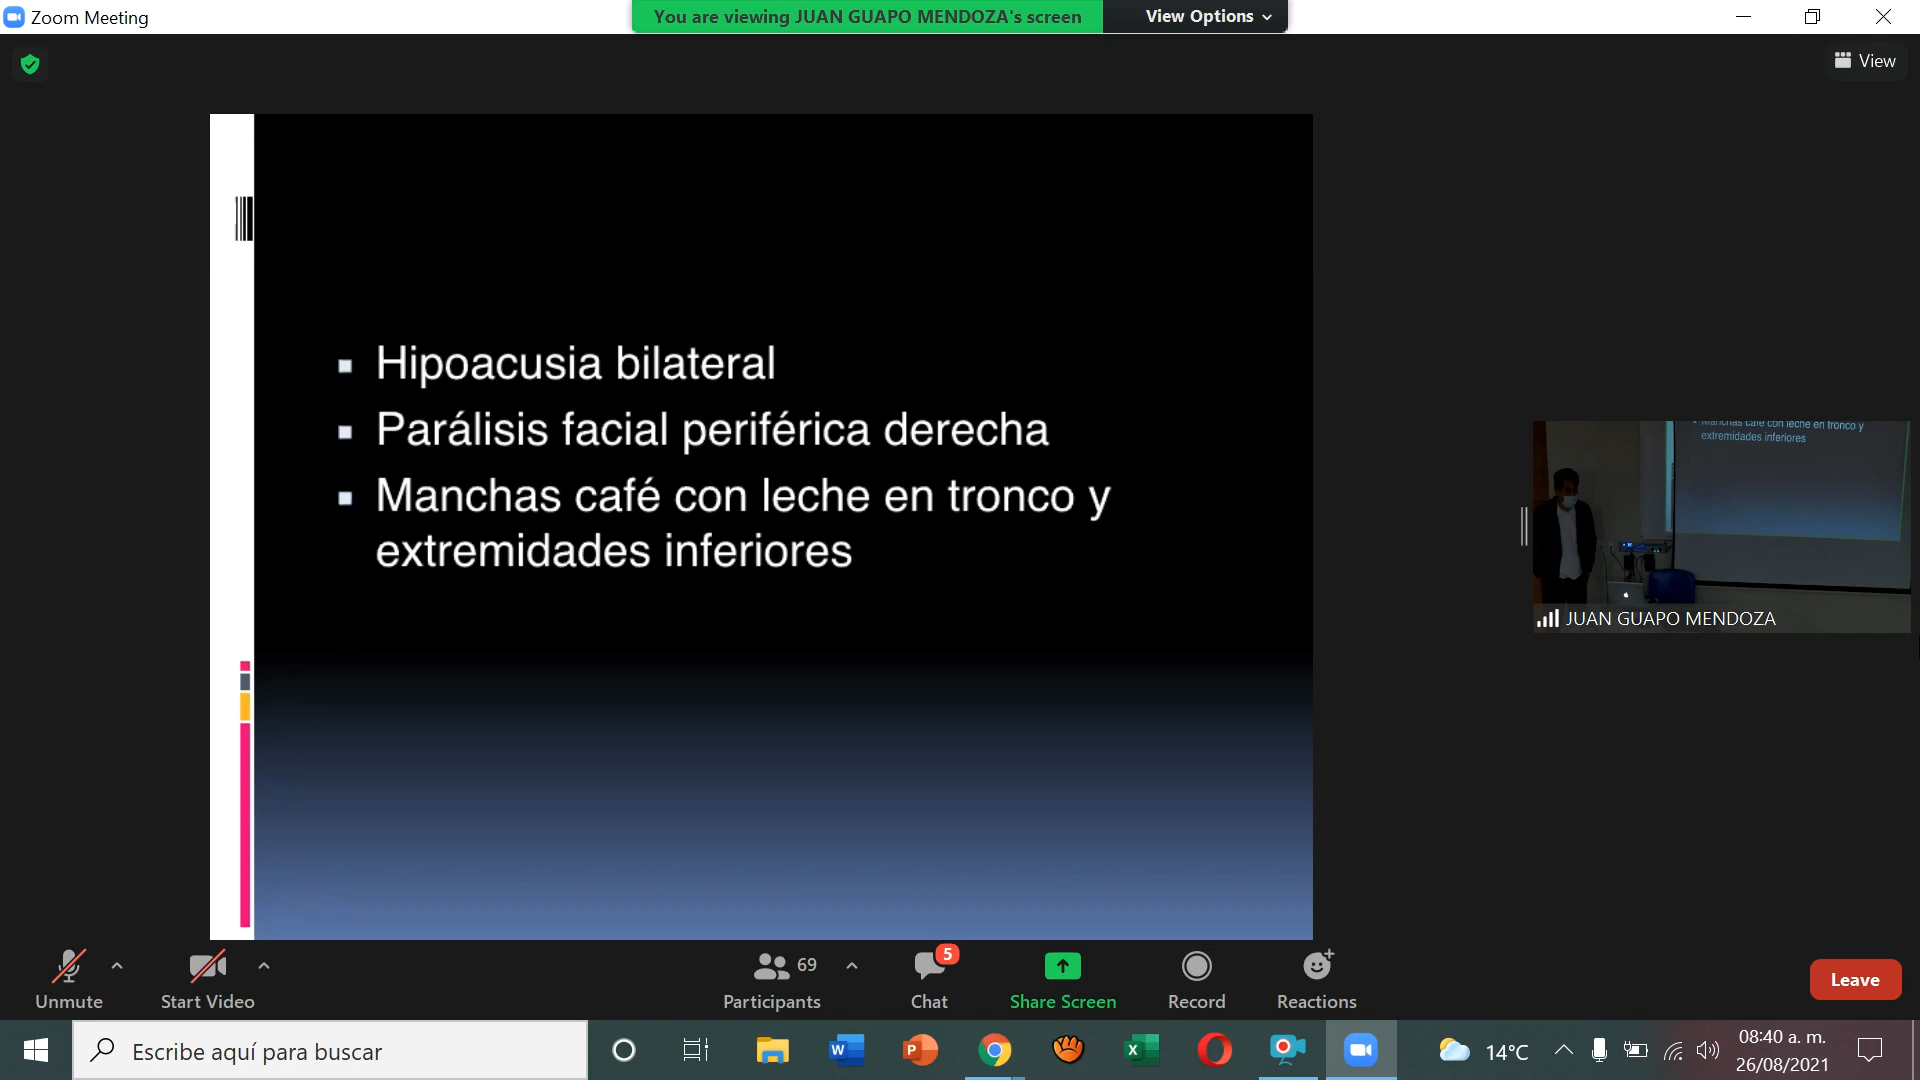 Zoom Meeting
You are viewing JUAN GUAPO MENDOZA's screen
View Options
View
Hipoacusia bilateral
Parálisis facial periférica derecha
Manchas café con leche en tronco y
extremidades inferiores
Manchas café con leche en tronco y
extremidades inferiores
JUAN GUAPO MENDOZA
Unmute
Start Video
69
Participants
5
Chat
Share Screen
Record
Reactions
Leave
Escribe aquí para buscar
W
P
X
14°C
08:40 a. m.
26/08/2021